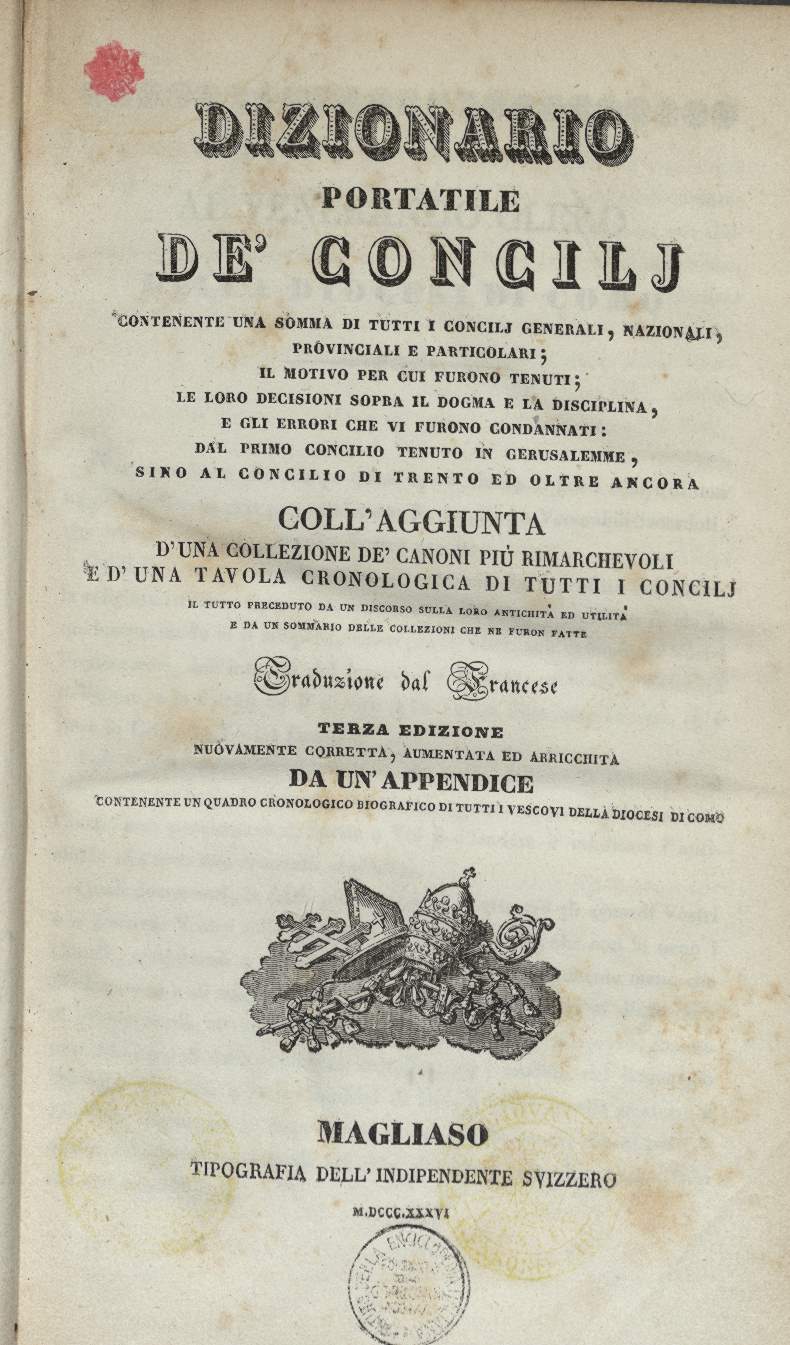 DIZIONARIO
PORTATILE
DE' CONCILJ
CONTENENTE UNA SOMMA DI TUTTI I CONCILJ GENERALI, NAZIONALI,
PROVINCIALI E PARTICOLARI;
IL MOTIVO PER CUI FURONO TENUTI;
LE LORO DECISIONI SOPRA IL DOGMA E LA DISCIPLINA,
E GLI ERRORI CHE VI FURONO CONDANNATI:
DAL PRIMO CONCILIO TENUTO IN GERUSALEMME,
SINO AL CONCILIO DI TRENTO ED OLTRE ANCORA
COLL'AGGIUNTA
D'UNA COLLEZIONE DE' CANONI PIÙ RIMARCHEVOLI
E D'UNA TAVOLA CRONOLOGICA DI TUTTI I CONCILJ
IL TUTTO PRECEDUTO DA UN DISCORSO SULLA LORO ANTICHITÀ ED UTILITÀ
E DA UN SOMMARIO DELLE COLLEZIONI CHE NE FURON FATTE
Traduzione dal Francese
TERZA EDIZIONE
NUOVAMENTE CORRETTA, AUMENTATA ED ARRICCHITA
DA UN' APPENDICE
CONTENENTE UN QUADRO CRONOLOGICO BIOGRAFICO DI TUTTI I VESCOVI DELLA DIOCESI DI COMO
MAGLIASO
TIPOGRAFIA DELL' INDIPENDENTE SVIZZERO
M.DCCC.XXXVI